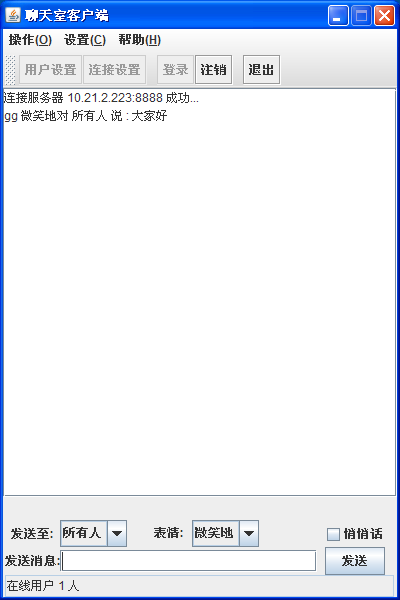 聊天室客户端
操作(O) 设置(C) 帮助(H)
用户设置 连接设置 登录 注销 退出
连接服务器 10.21.2.223:8888 成功...
gg 微笑地对 所有人 说 : 大家好
发送至: 所有人 表情: 微笑地 悄悄话
发送消息: 发送
在线用户 1 人